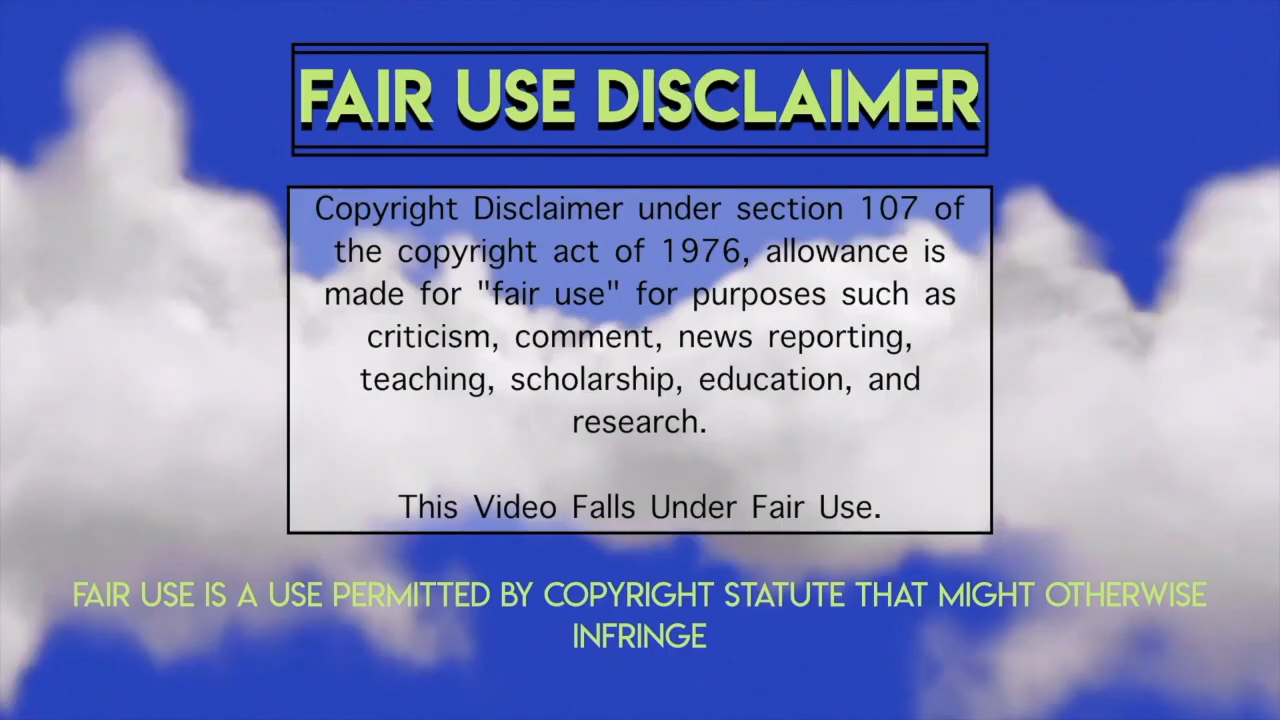 FAIR USE DISCLAIMER
Copyright Disclaimer under section 107 of
the copyright act of 1976, allowance is
made for "fair use" for purposes such as
criticism, comment, news reporting,
teaching, scholarship, education, and
research.
This Video Falls Under Fair Use.
FAIR USE IS A USE PERMITTED BY COPYRIGHT STATUTE THAT MIGHT OTHERWISE
INFRINGE